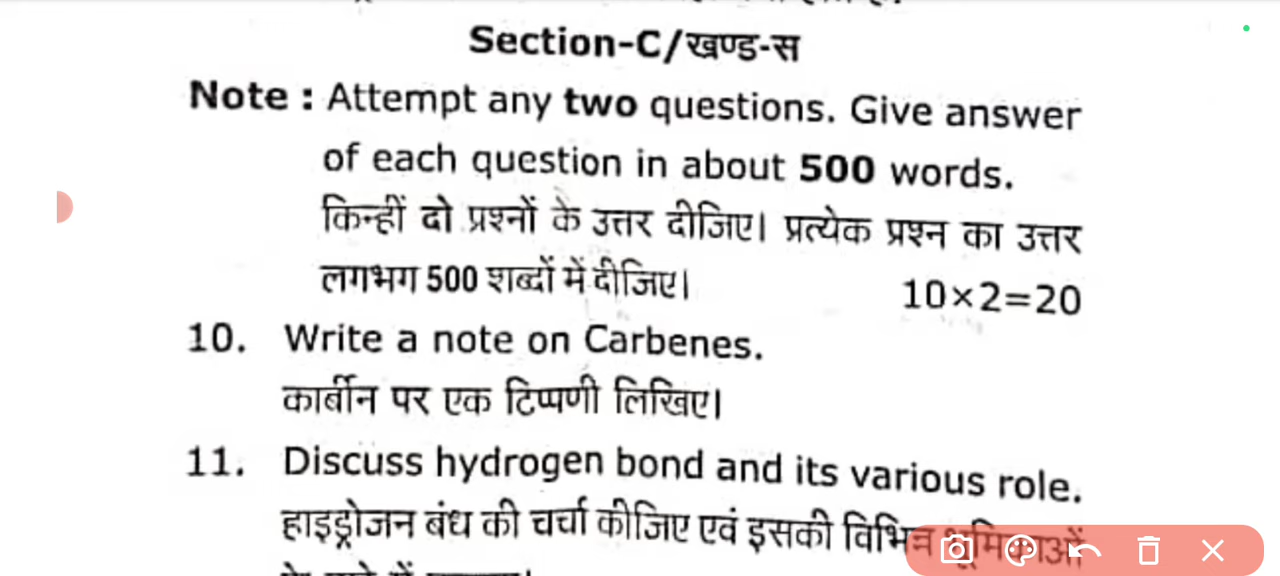 Section-C/खण्ड-स
Note : Attempt any two questions. Give answer
of each question in about 500 words.
किन्हीं दो प्रश्नों के उत्तर दीजिए। प्रत्येक प्रश्न का उत्तर
लगभग 500 शब्दों में दीजिए। 10×2=20
10. Write a note on Carbenes.
कार्बीन पर एक टिप्पणी लिखिए।
11. Discuss hydrogen bond and its various role.
हाइड्रोजन बंध की चर्चा कीजिए एवं इसकी विभिन्न भूमिकाओं